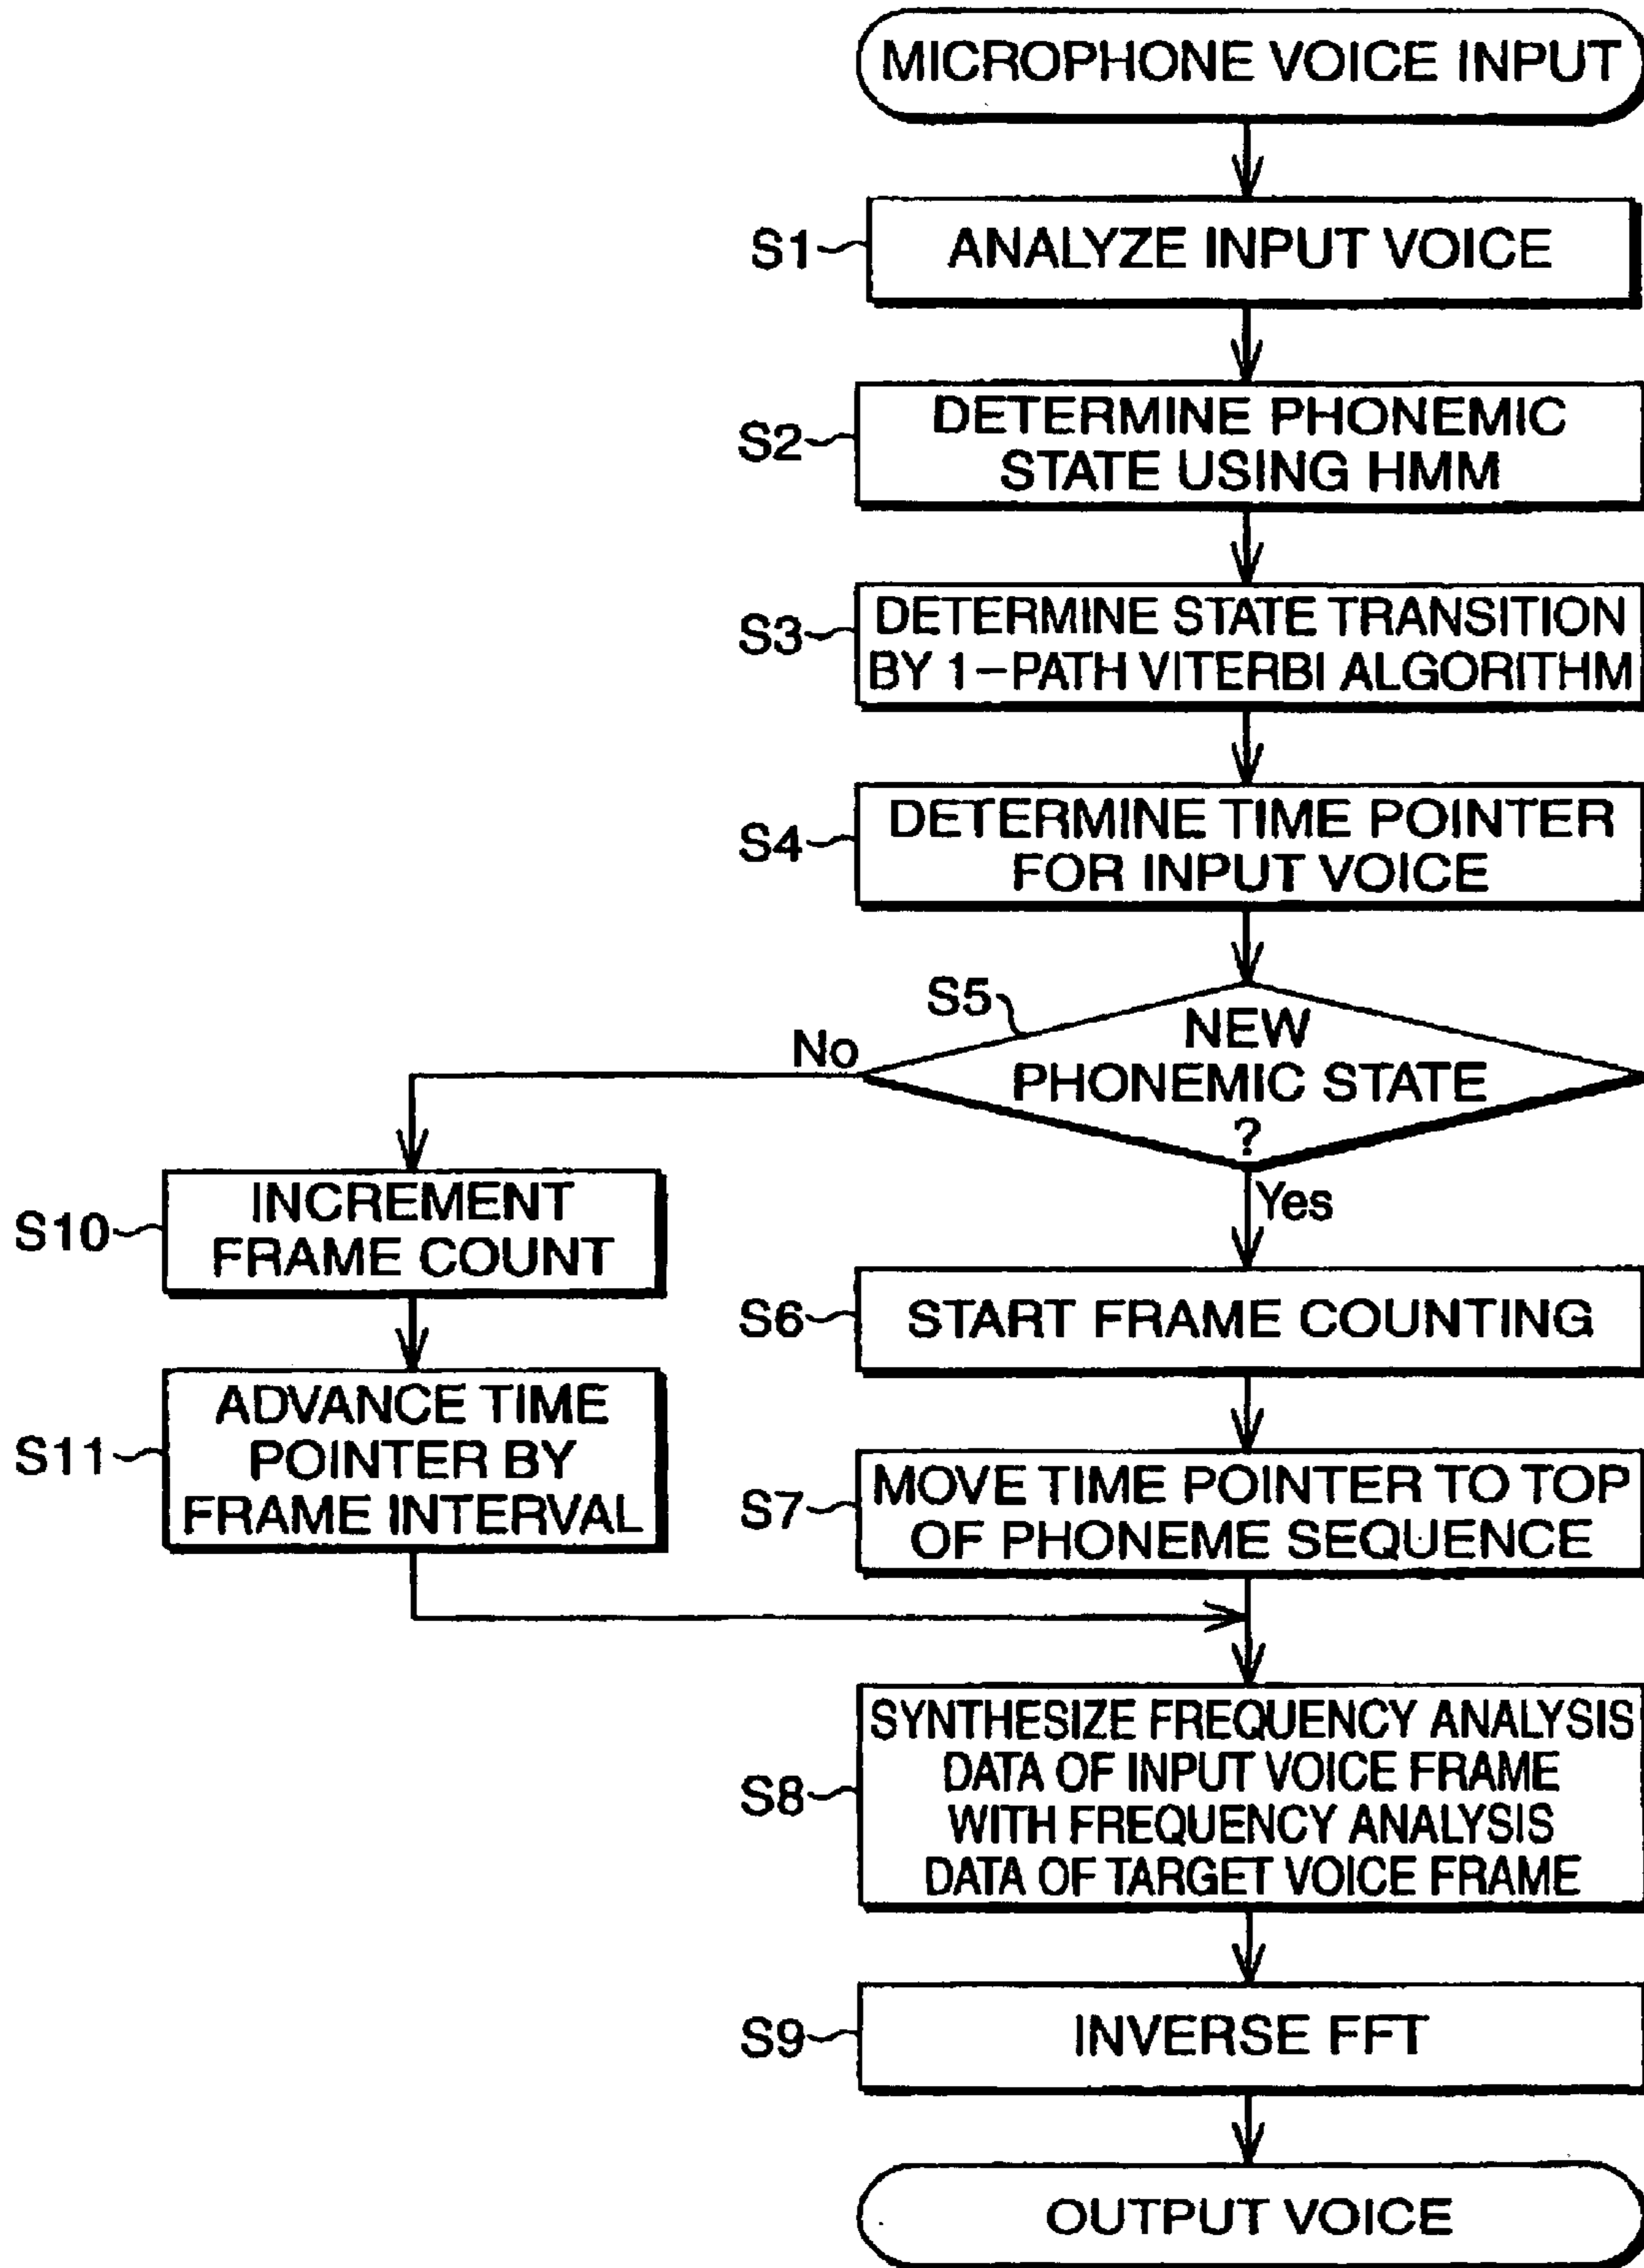 MICROPHONE VOICE INPUT
S1
ANALYZE INPUT VOICE
S2
DETERMINE PHONEMIC
STATE USING HMM
S3
DETERMINE STATE TRANSITION
BY 1-PATH VITERBI ALGORITHM
S4
DETERMINE TIME POINTER
FOR INPUT VOICE
S5
NEW
PHONEMIC STATE
?
No
Yes
S10
INCREMENT
FRAME COUNT
S11
ADVANCE TIME
POINTER BY
FRAME INTERVAL
S6
START FRAME COUNTING
S7
MOVE TIME POINTER TO TOP
OF PHONEME SEQUENCE
S8
SYNTHESIZE FREQUENCY ANALYSIS
DATA OF INPUT VOICE FRAME
WITH FREQUENCY ANALYSIS
DATA OF TARGET VOICE FRAME
S9
INVERSE FFT
OUTPUT VOICE